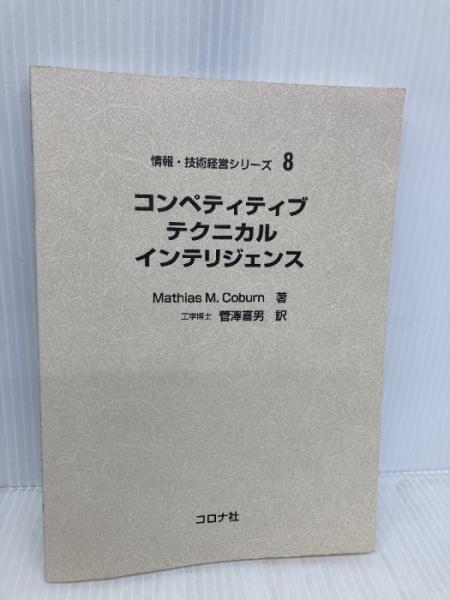 情報・技術経営シリーズ 8
コンペティティブ
テクニカル
インテリジェンス
Mathias M. Coburn 著
工学博士 菅澤喜男 訳
コロナ社